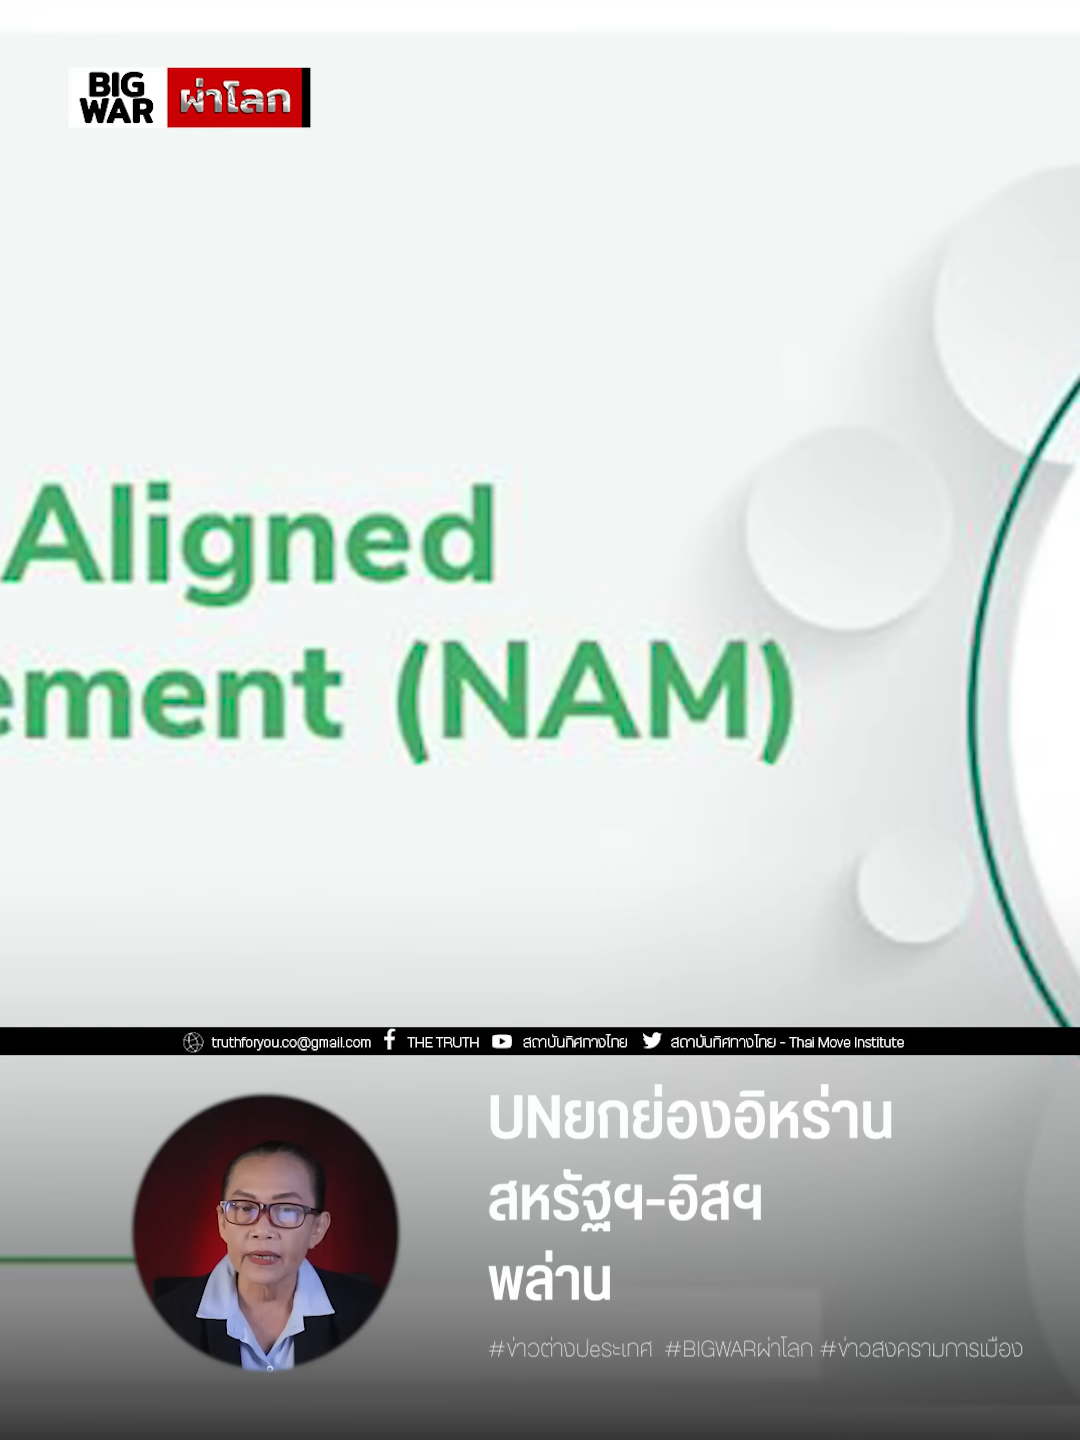 BIG
WAR
ผ่าโลก
Aligned
ement (NAM)
truthforyou.co@gmail.com THE TRUTH สถาบันทิศทางไทย สถาบันทิศทางไทย - Thai Move Institute
UNยกย่องอิหร่าน
สหรัฐฯ-อิสฯ
พล่าน
#ข่าวต่างประเทศ #BIGWARผ่าโลก #ข่าวสงครามการเมือง